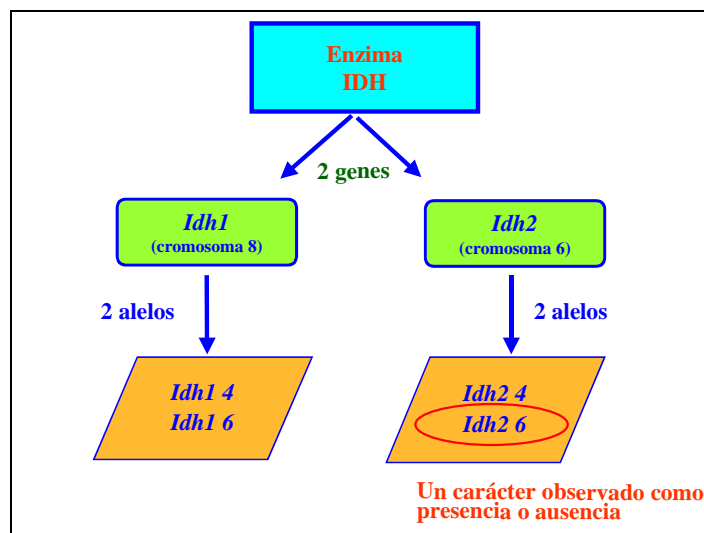 Enzima
IDH
2 genes
Idh1
(cromosoma 8)
Idh2
(cromosoma 6)
2 alelos
2 alelos
Idh1 4
Idh1 6
Idh2 4
Idh2 6
Un carácter observado como
presencia o ausencia